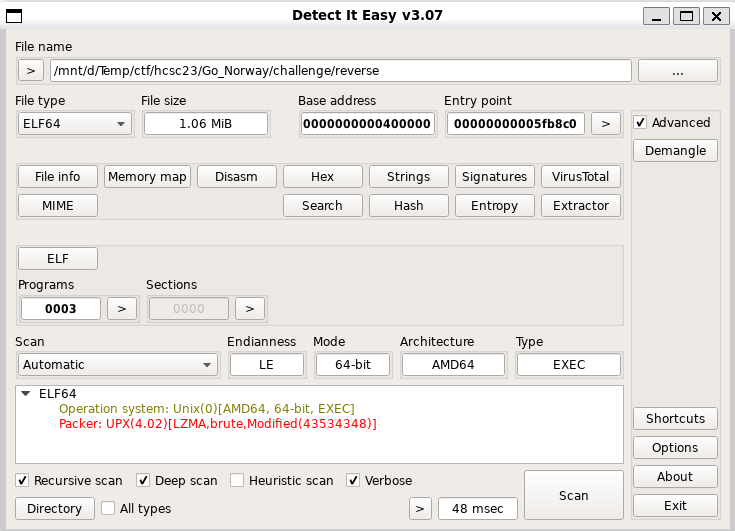 Detect It Easy v3.07
File name
> /mnt/d/Temp/ctf/hcsc23/Go_Norway/challenge/reverse ...
File type File size Base address Entry point
ELF64 1.06 MiB 0000000000400000 00000000005fb8c0 > Advanced
Demangle
File info Memory map Disasm Hex Strings Signatures VirusTotal
MIME Search Hash Entropy Extractor
ELF
Programs Sections
0003 > 0000 >
Scan Endianness Mode Architecture Type
Automatic LE 64-bit AMD64 EXEC
ELF64
Operation system: Unix(0)[AMD64, 64-bit, EXEC]
Packer: UPX(4.02)[LZMA,brute,Modified(43534348)]
Shortcuts
Options
About
Exit
Recursive scan Deep scan Heuristic scan Verbose
Directory All types > 48 msec Scan